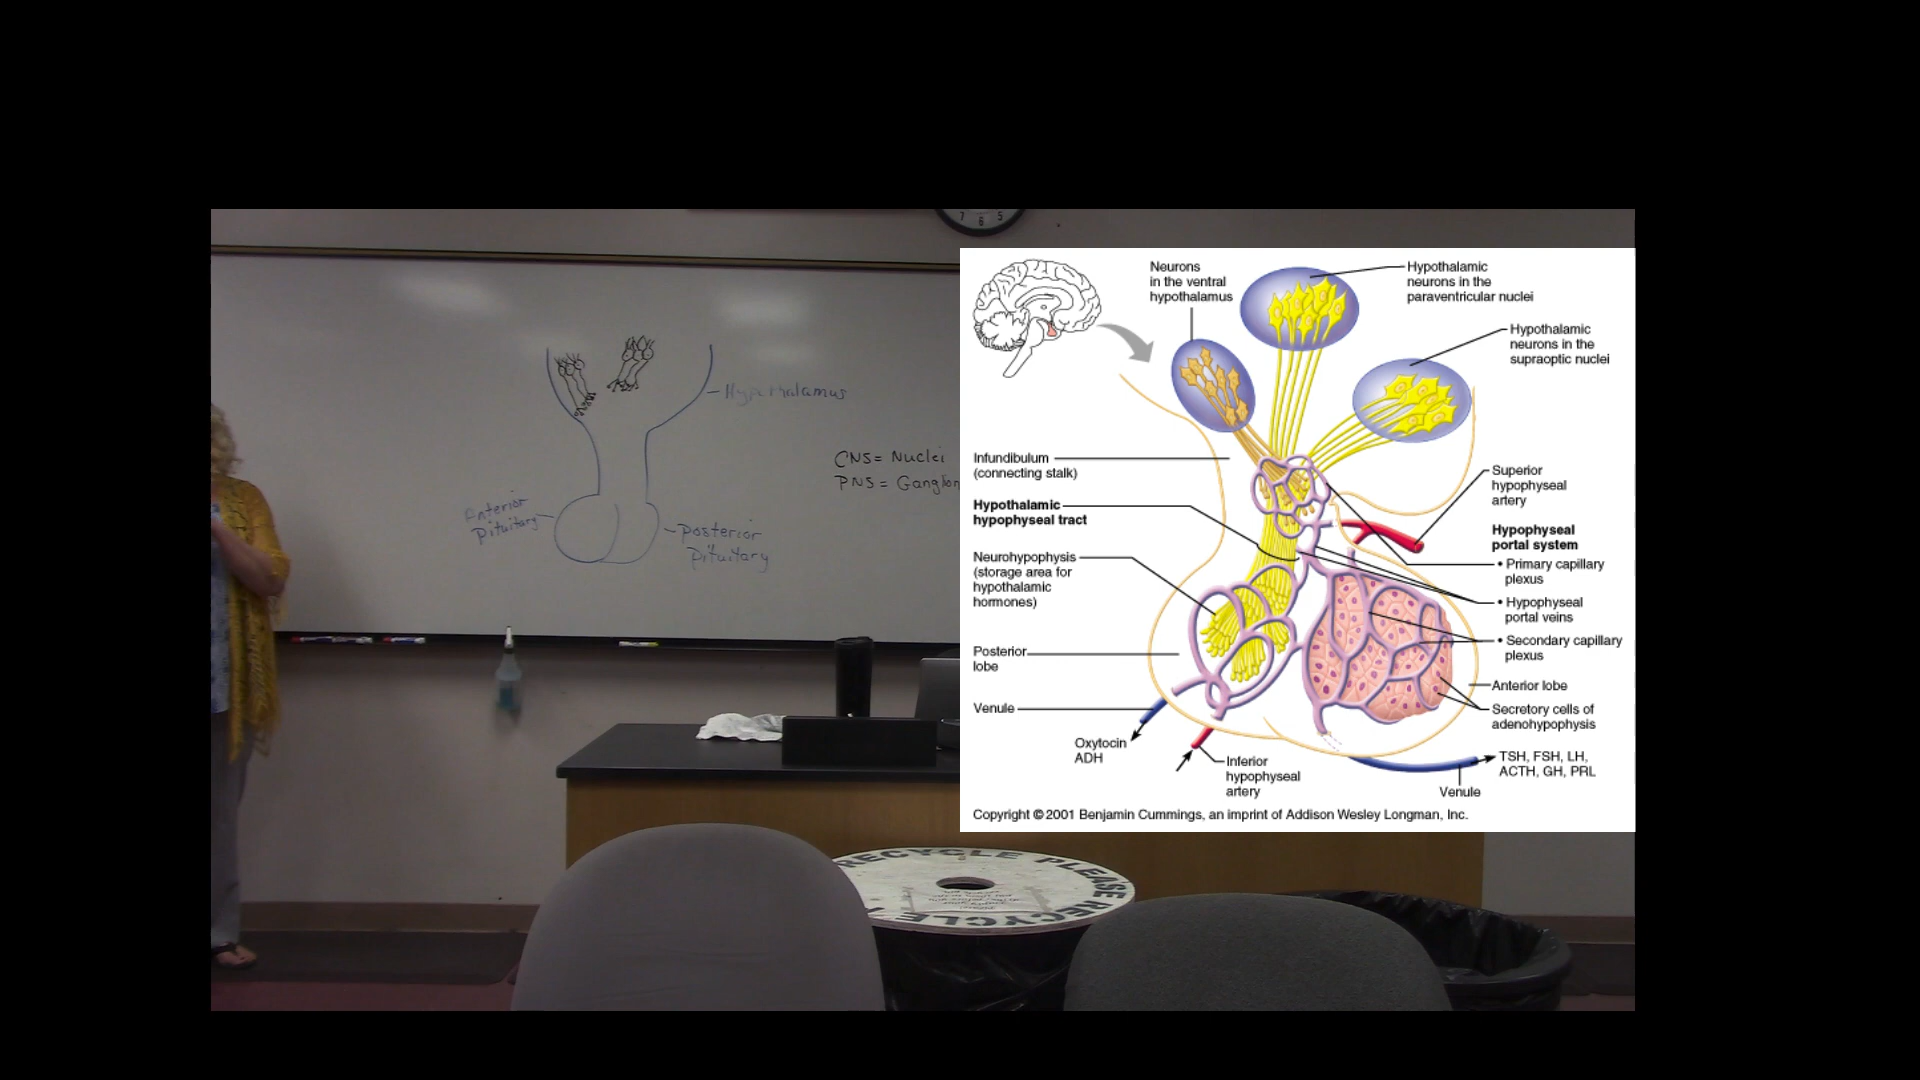 7 6 5
Hypothalamus
CNS = Nuclei
PNS = Ganglion
Anterior
Pituitary
Posterior
Pituitary
Neurons
in the ventral
hypothalamus
Hypothalamic
neurons in the
paraventricular nuclei
Hypothalamic
neurons in the
supraoptic nuclei
Infundibulum
(connecting stalk)
Hypothalamic
hypophyseal tract
Neurohypophysis
(storage area for
hypothalamic
hormones)
Posterior
lobe
Venule
Oxytocin
ADH
Inferior
hypophyseal
artery
Superior
hypophyseal
artery
Hypophyseal
portal system
• Primary capillary
plexus
• Hypophyseal
portal veins
• Secondary capillary
plexus
Anterior lobe
Secretory cells of
adenohypophysis
TSH, FSH, LH,
ACTH, GH, PRL
Venule
Copyright © 2001 Benjamin Cummings, an imprint of Addison Wesley Longman, Inc.
RECYCLE PLEASE RECYCLE